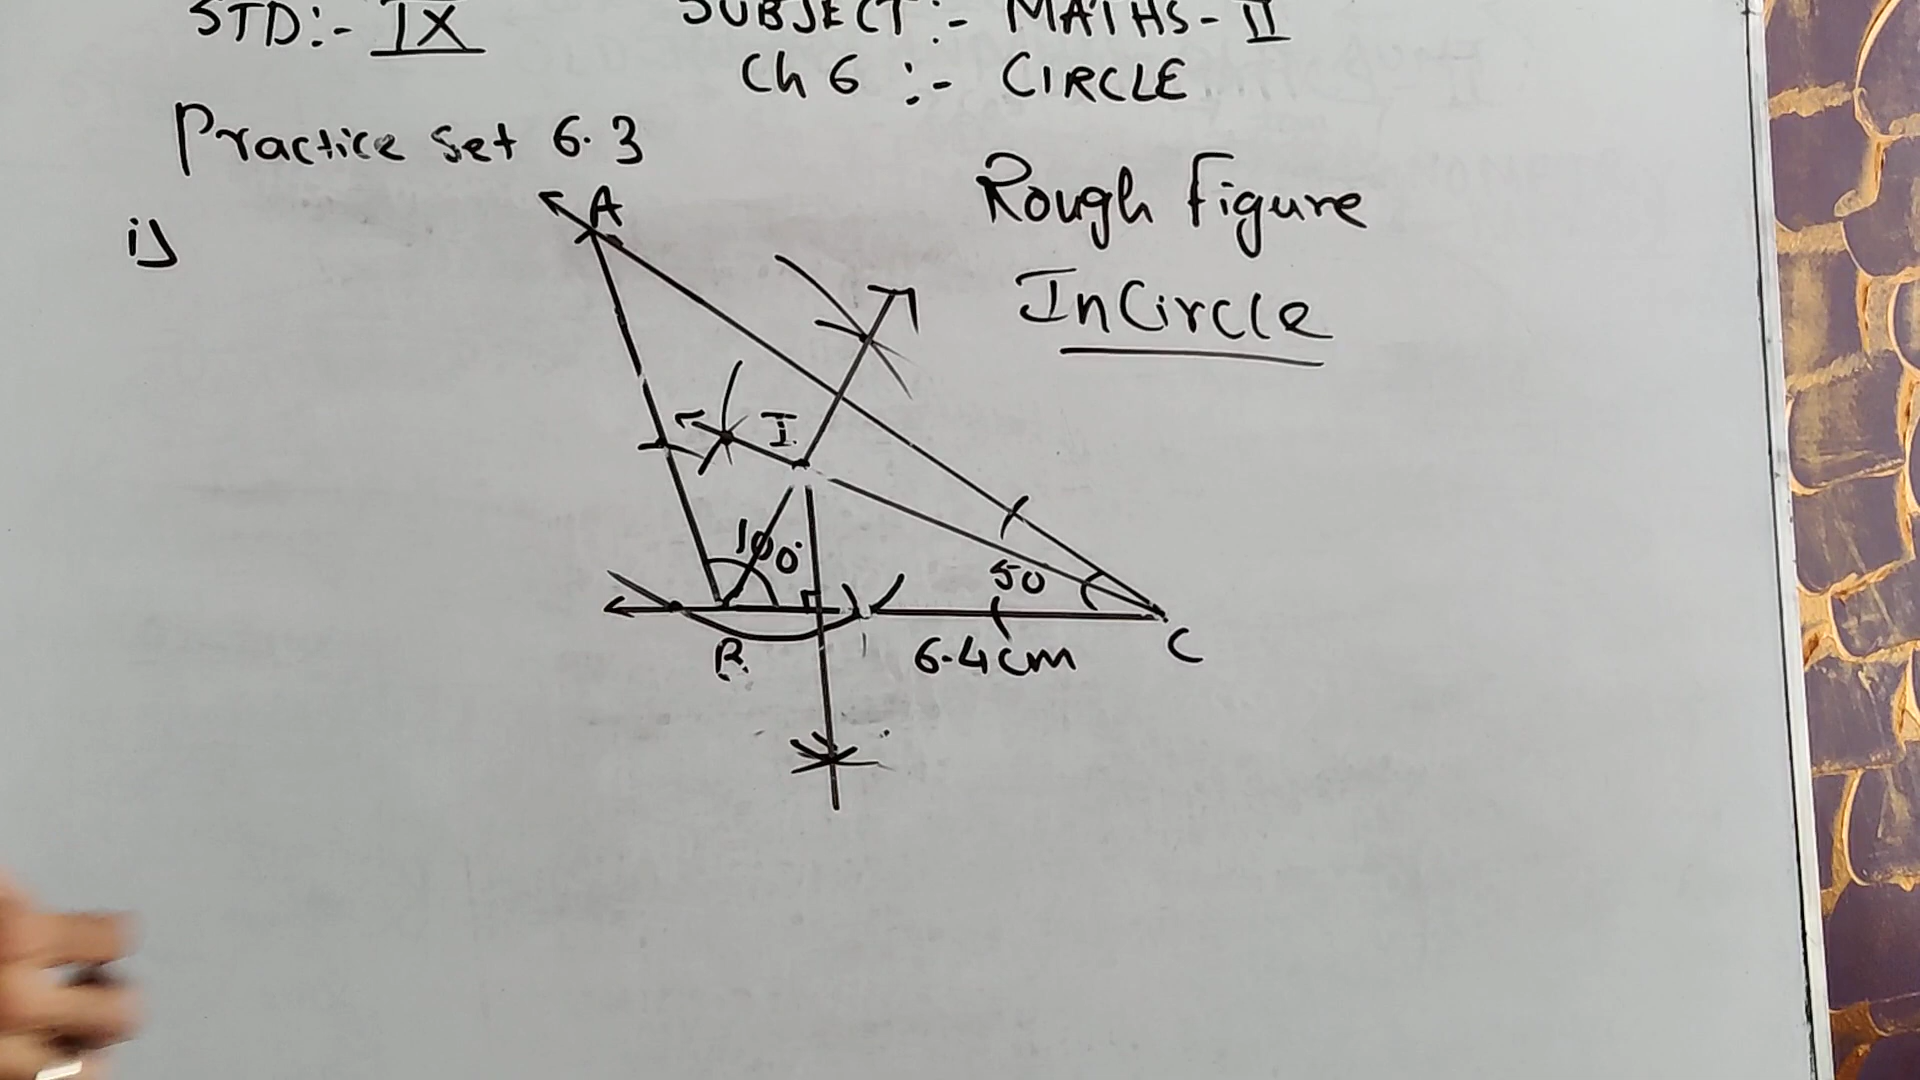 STD:- IX
SUBJECT:- MATHS-II
Ch 6 :- CIRCLE
Practice Set 6.3
i)
Rough Figure
InCircle
A
I
100°
50
B
6.4cm
C